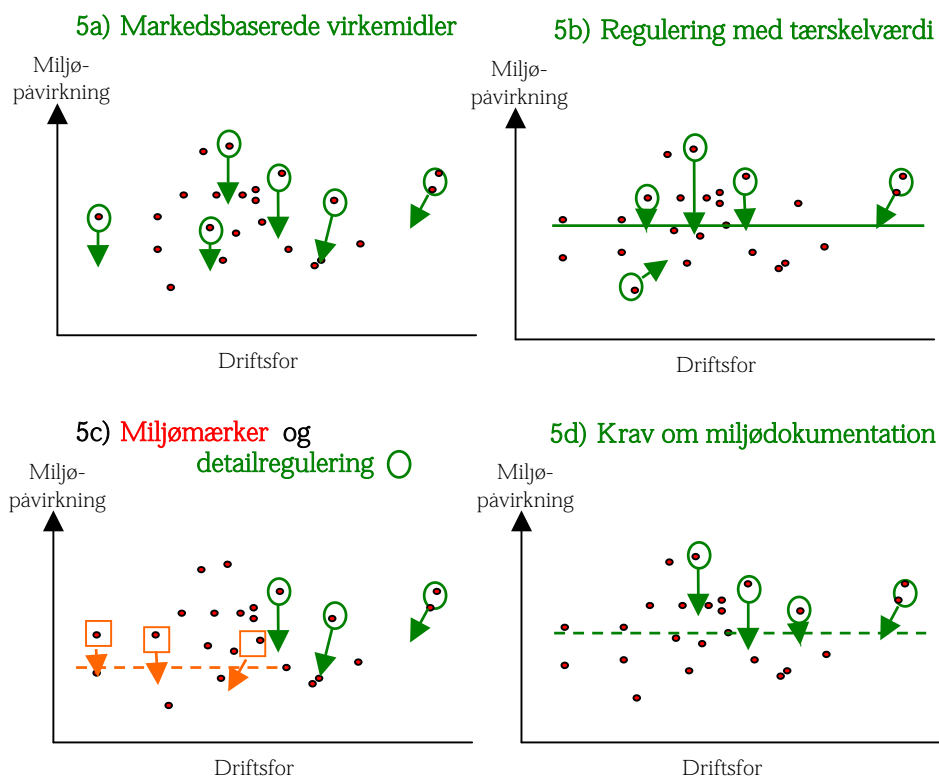 5a) Markedsbaserede virkemidler
Miljø-
påvirkning
Driftsfor
5b) Regulering med tærskelværdi
Miljø-
påvirkning
Driftsfor
5c) Miljømærker og
detailregulering
Miljø-
påvirkning
Driftsfor
5d) Krav om miljødokumentation
Miljø-
påvirkning
Driftsfor